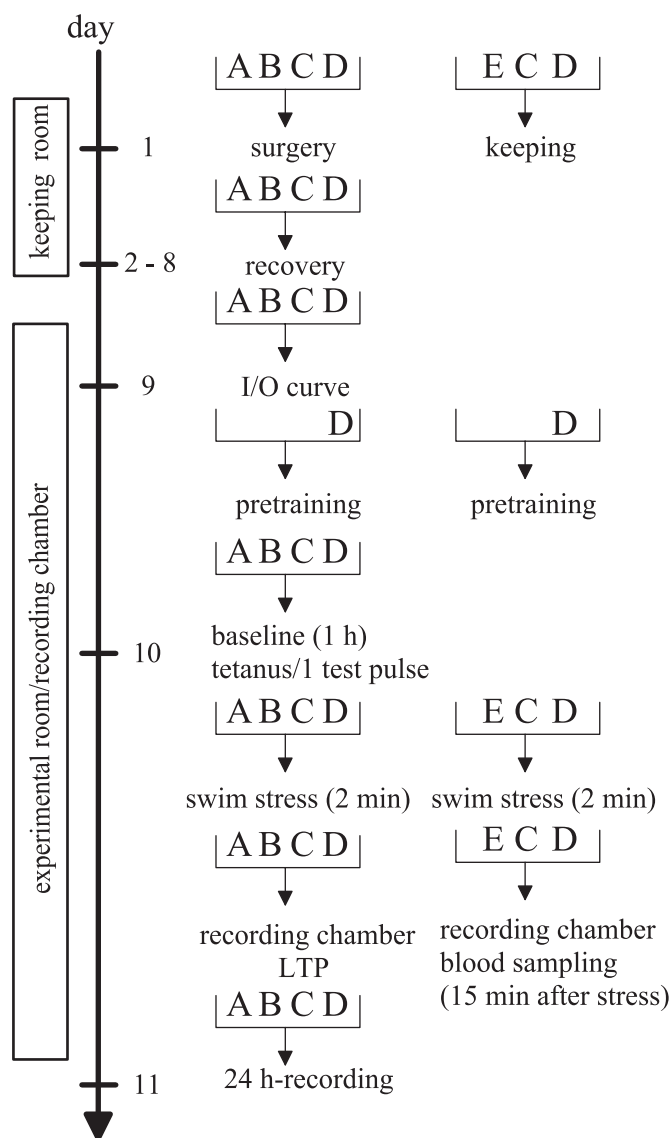 day
A B C D
E C D
keeping room
1
surgery
keeping
A B C D
2 - 8
recovery
A B C D
9
I/O curve
D
D
pretraining
pretraining
A B C D
experimental room/recording chamber
baseline (1 h)
10
tetanus/1 test pulse
A B C D
E C D
swim stress (2 min)
swim stress (2 min)
A B C D
E C D
recording chamber
LTP
recording chamber
blood sampling
(15 min after stress)
A B C D
24 h-recording
11